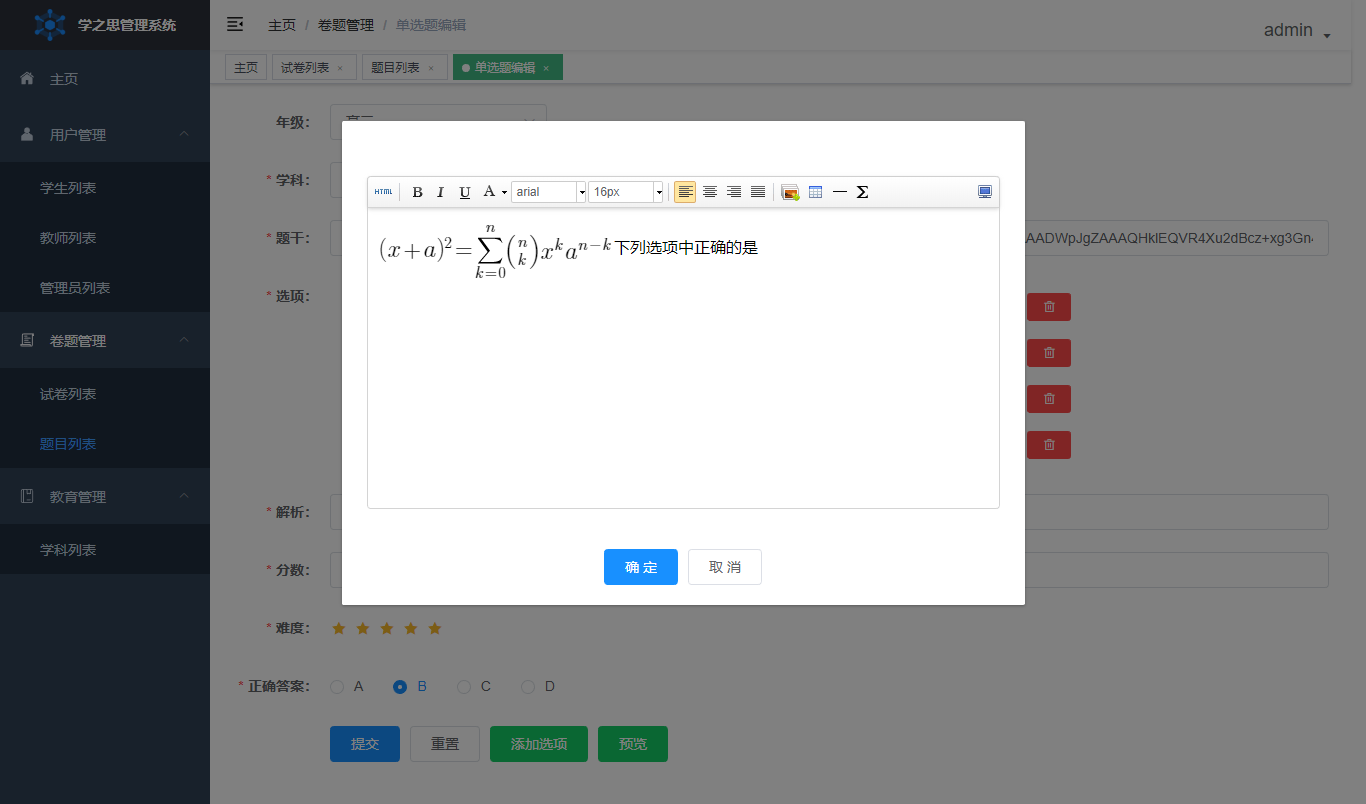 学之思管理系统
主页 / 卷题管理 / 单选题编辑
admin
主页
试卷列表 ×
题目列表 ×
单选题编辑 ×
主页
用户管理
学生列表
教师列表
管理员列表
卷题管理
试卷列表
题目列表
教育管理
学科列表
年级:
* 学科:
* 题干:
AADWpJgZAAAQHklEQVR4Xu2dBcz+xg3Gn
* 选项:
HTML B I U A arial 16px Σ
(x+a)^2=∑_{k=0}^{n}(n k)x^k a^{n-k} 下列选项中正确的是
确 定
取 消
* 解析:
* 分数:
* 难度:
* 正确答案:
A
B
C
D
提交
重置
添加选项
预览